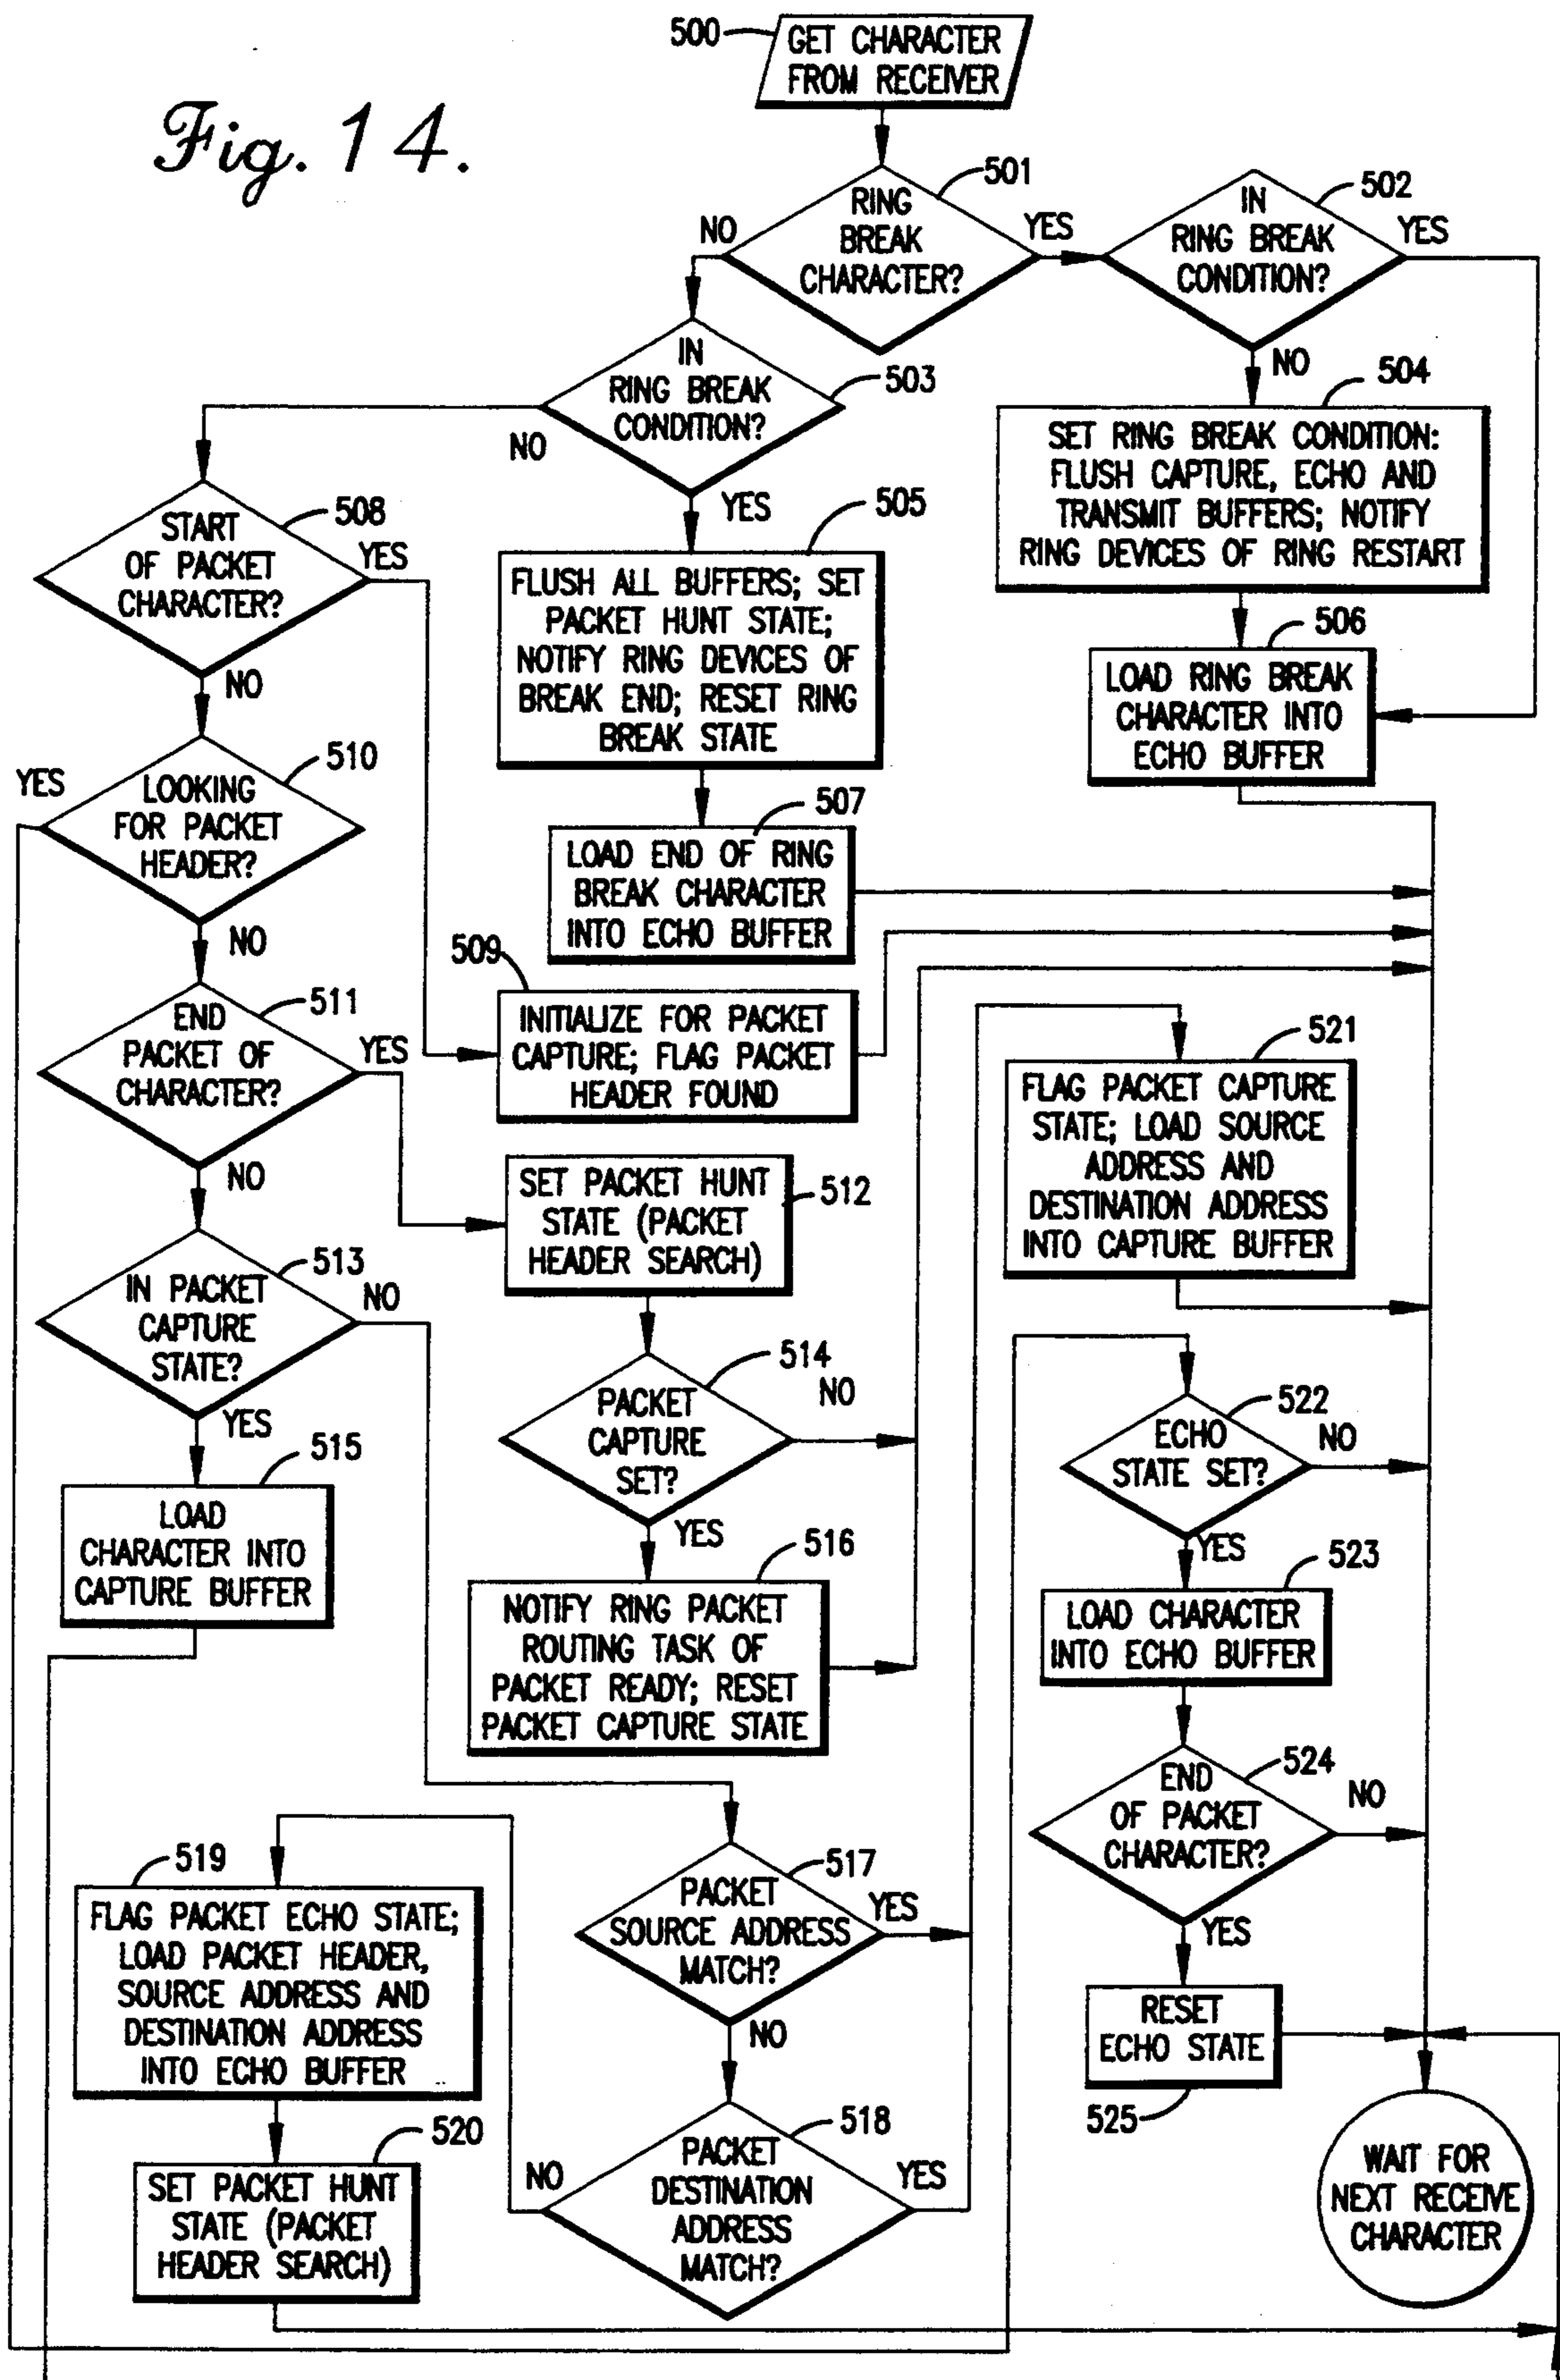 Fig. 14.
500
GET CHARACTER
FROM RECEIVER
501
RING
BREAK
CHARACTER?
NO
YES
502
IN
RING BREAK
CONDITION?
YES
NO
503
IN
RING BREAK
CONDITION?
NO
YES
504
SET RING BREAK CONDITION:
FLUSH CAPTURE, ECHO AND
TRANSMIT BUFFERS; NOTIFY
RING DEVICES OF RING RESTART
505
FLUSH ALL BUFFERS; SET
PACKET HUNT STATE;
NOTIFY RING DEVICES OF
BREAK END; RESET RING
BREAK STATE
506
LOAD RING BREAK
CHARACTER INTO
ECHO BUFFER
507
LOAD END OF RING
BREAK CHARACTER
INTO ECHO BUFFER
508
START
OF PACKET
CHARACTER?
YES
NO
509
INITIALIZE FOR PACKET
CAPTURE; FLAG PACKET
HEADER FOUND
510
LOOKING
FOR PACKET
HEADER?
YES
NO
511
END
PACKET OF
CHARACTER?
YES
NO
512
SET PACKET HUNT
STATE (PACKET
HEADER SEARCH)
513
IN PACKET
CAPTURE
STATE?
NO
YES
514
PACKET
CAPTURE
SET?
NO
YES
515
LOAD
CHARACTER INTO
CAPTURE BUFFER
516
NOTIFY RING PACKET
ROUTING TASK OF
PACKET READY; RESET
PACKET CAPTURE STATE
517
PACKET
SOURCE ADDRESS
MATCH?
YES
NO
518
PACKET
DESTINATION
ADDRESS
MATCH?
NO
YES
519
FLAG PACKET ECHO STATE;
LOAD PACKET HEADER,
SOURCE ADDRESS AND
DESTINATION ADDRESS
INTO ECHO BUFFER
520
SET PACKET HUNT
STATE (PACKET
HEADER SEARCH)
521
FLAG PACKET CAPTURE
STATE; LOAD SOURCE
ADDRESS AND
DESTINATION ADDRESS
INTO CAPTURE BUFFER
522
ECHO
STATE SET?
NO
YES
523
LOAD CHARACTER
INTO ECHO BUFFER
524
END
OF PACKET
CHARACTER?
NO
YES
RESET
ECHO STATE
525
WAIT FOR
NEXT RECEIVE
CHARACTER